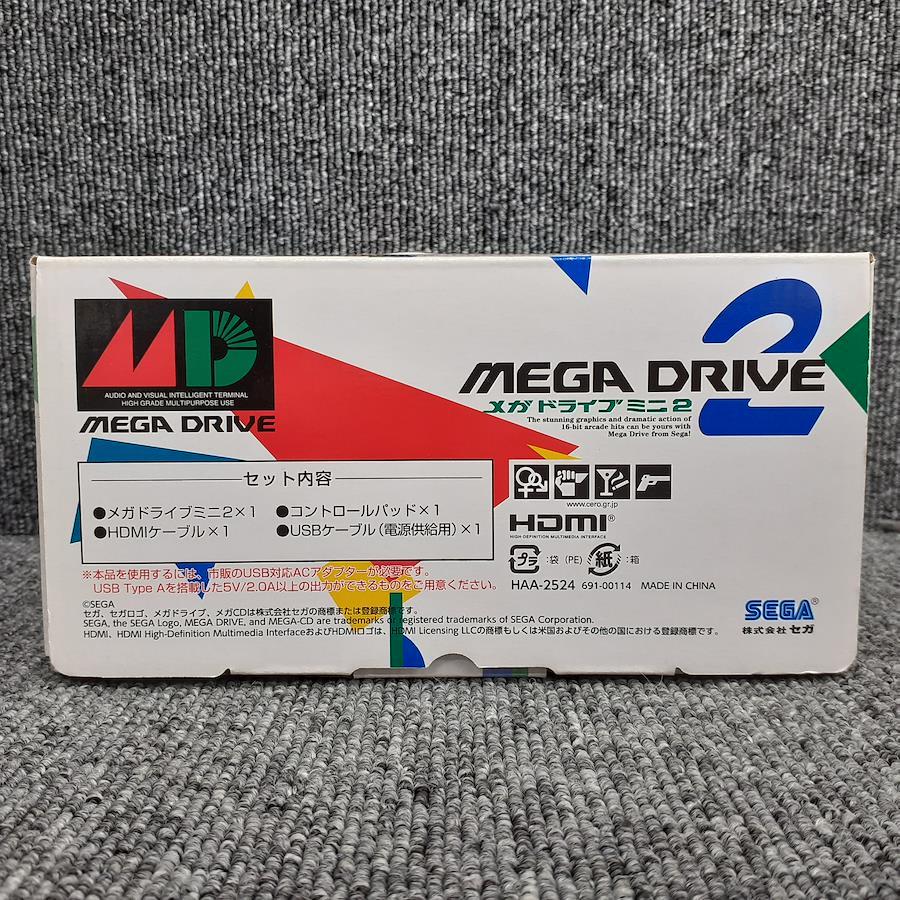 MD
AUDIO AND VISUAL INTELLIGENT TERMINAL
HIGH GRADE MULTIPURPOSE USE
MEGA DRIVE
MEGA DRIVE 2
メガドライブミニ2
The stunning graphics and dramatic action of
16-bit arcade hits can be yours with
Mega Drive from Sega!
セット内容
●メガドライブミニ2×1 ●コントロールパッド×1
●HDMIケーブル×1 ●USBケーブル(電源供給用)×1
※本品を使用するには、市販のUSB対応ACアダプターが必要です。
USB Type Aを搭載した5V/2.0A以上の出力ができるものをご用意ください。
www.cero.gr.jp
HDMI®
HIGH-DEFINITION MULTIMEDIA INTERFACE
プラ :袋 (PE) 紙 :箱
HAA-2524 691-00114 MADE IN CHINA
©SEGA
セガ、セガロゴ、メガドライブ、メガCDは株式会社セガの商標または登録商標です。
SEGA, the SEGA Logo, MEGA DRIVE, and MEGA-CD are trademarks or registered trademarks of SEGA Corporation.
HDMI、HDMI High-Definition Multimedia InterfaceおよびHDMIロゴは、HDMI Licensing LLCの商標もしくは米国およびその他の国における登録商標です。
SEGA®
株式会社セガ